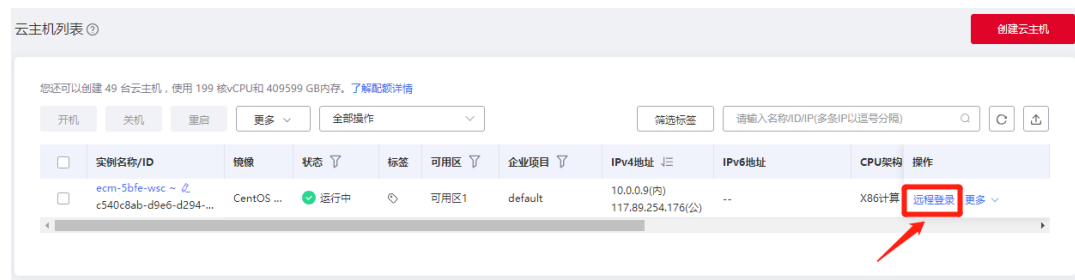 云主机列表
创建云主机
您还可以创建 49 台云主机，使用 199 核vCPU和 409599 GB内存。了解配额详情
开机 关机 重启 更多 全部操作 筛选标签 请输入名称/ID/IP(多条IP以逗号分隔)
实例名称/ID 镜像 状态 标签 可用区 企业项目 IPv4地址 IPv6地址 CPU架构 操作
ecm-5bfe-wsc ~
c540c8ab-d9e6-d294-...
CentOS ... 运行中 可用区1 default
10.0.0.9(内)
117.89.254.176(公)
-- X86计算 远程登录 更多